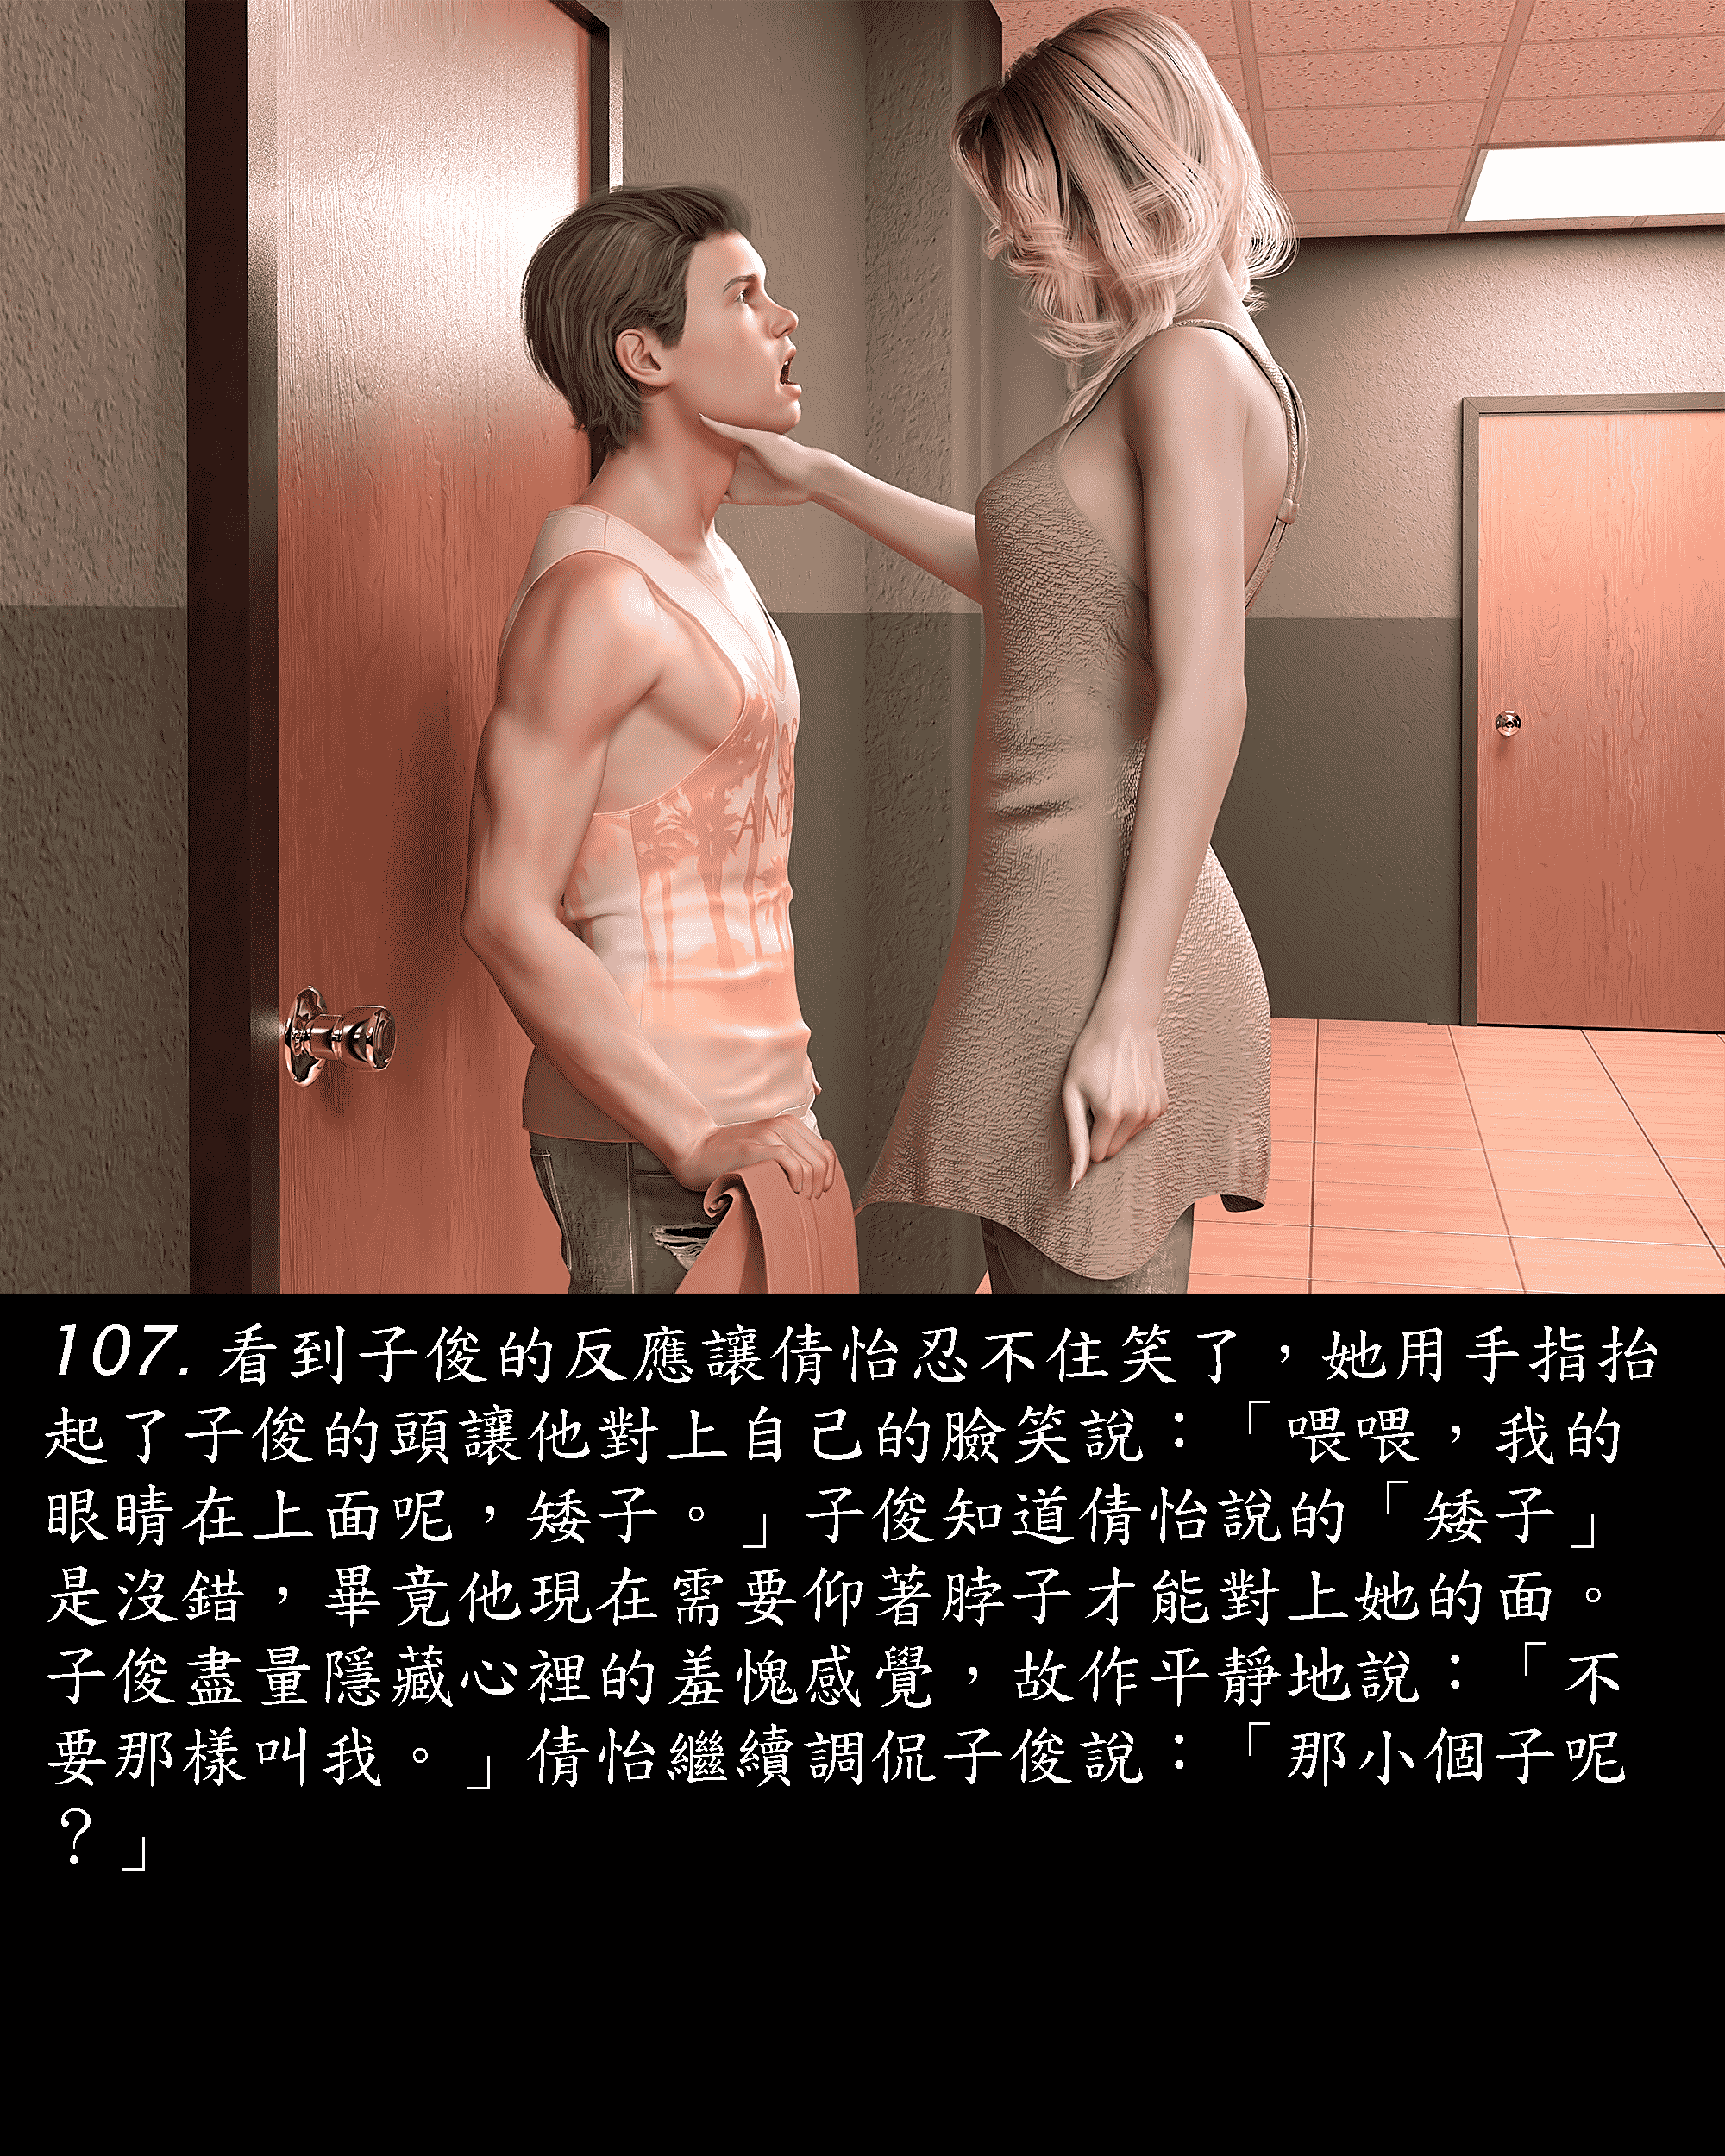 OS
ANG
107. 看到子俊的反應讓倩怡忍不住笑了，她用手指抬
起了子俊的頭讓他對上自己的臉笑說：「喂喂，我的
眼睛在上面呢，矮子。」子俊知道倩怡說的「矮子」
是沒錯，畢竟他現在需要仰著脖子才能對上她的面。
子俊盡量隱藏心裡的羞愧感覺，故作平靜地說：「不
要那樣叫我。」倩怡繼續調侃子俊說：「那小個子呢
？」